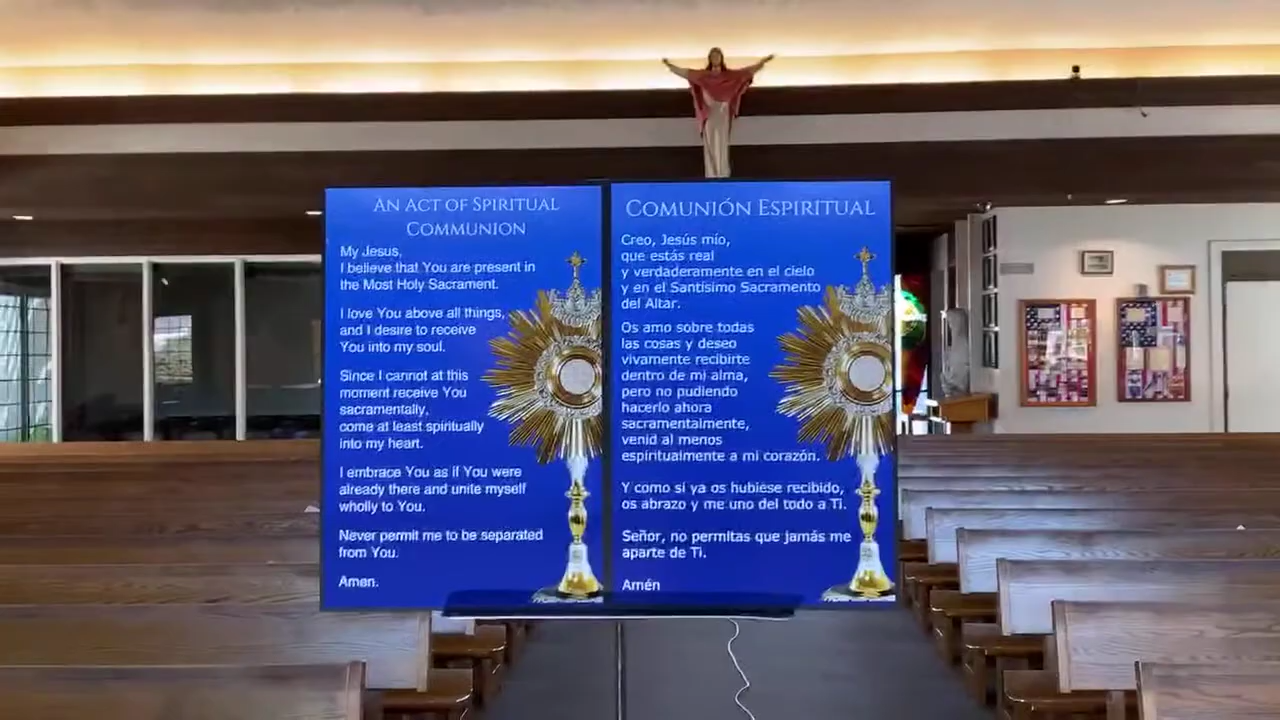 AN ACT OF SPIRITUAL
COMMUNION
My Jesus,
I believe that You are present in
the Most Holy Sacrament.
I love You above all things,
and I desire to receive
You into my soul.
Since I cannot at this
moment receive You
sacramentally,
come at least spiritually
into my heart.
I embrace You as if You were
already there and unite myself
wholly to You.
Never permit me to be separated
from You.
Amen.
COMUNIÓN ESPIRITUAL
Creo, Jesús mío,
que estás real
y verdaderamente en el cielo
y en el Santísimo Sacramento
del Altar.
Os amo sobre todas
las cosas y deseo
vivamente recibirte
dentro de mi alma,
pero no pudiendo
hacerlo ahora
sacramentalmente,
venid al menos
espiritualmente a mi corazón.
Y como si ya os hubiese recibido,
os abrazo y me uno del todo a Ti.
Señor, no permitas que jamás me
aparte de Ti.
Amén